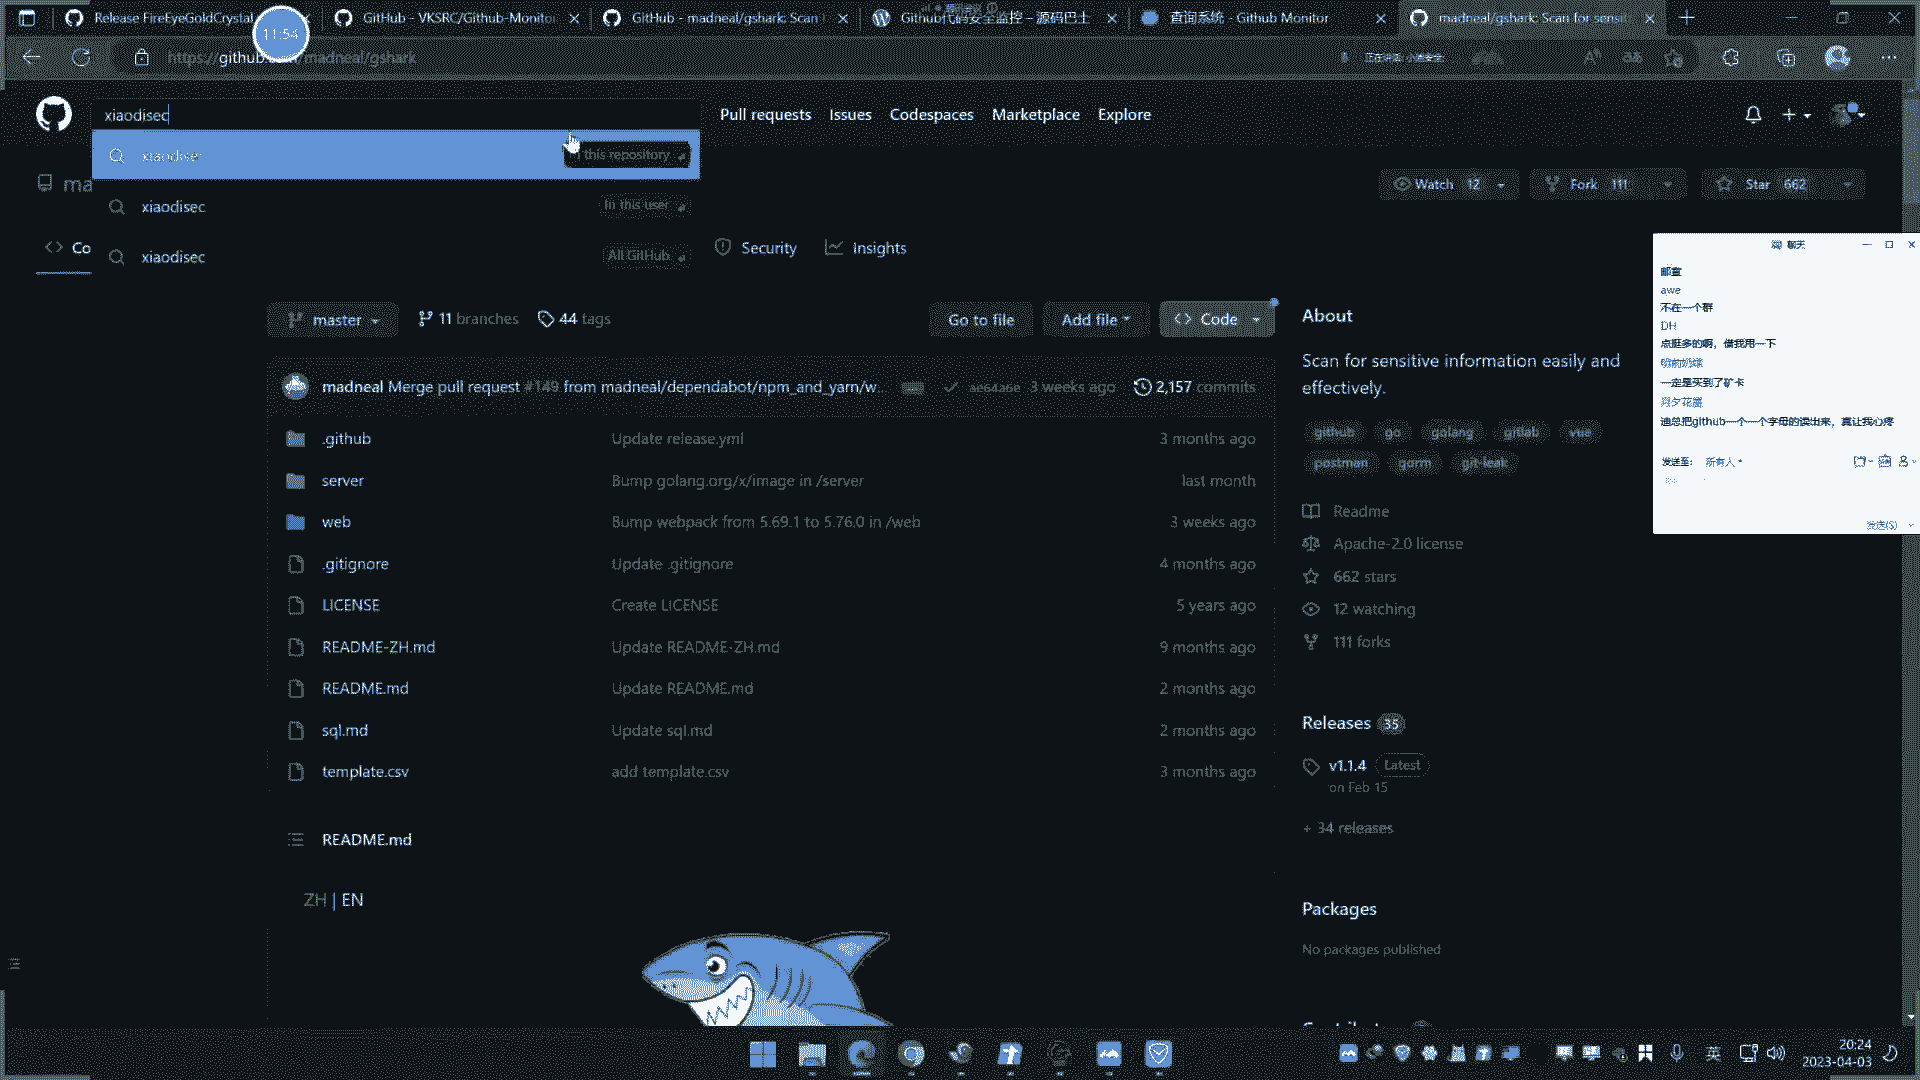 Release FireEyeGoldCrystal
GitHub - VKSRC/Github-Monitor
GitHub - madneal/gshark: Scan
Github代码安全监控 – 源码巴士
查询系统 - Github Monitor
madneal/gshark: Scan for sensit
11:54
https://github.com/madneal/gshark
正在讲话: 小迪安全;
xiaodisec
Pull requests
Issues
Codespaces
Marketplace
Explore
xiaodisec
this repository
ma
Watch 12
Fork 111
Star 662
xiaodisec
In this user
Co
Security
Insights
xiaodisec
All GitHub
聊天
邮童
awe
不在一个群
DH
点挺多的啊，借我用一下
一定是买到了矿卡
迪总把github一个一个字母的读出来，真让我心疼
发送至:
所有人
发送(S)
master
11 branches
44 tags
Go to file
Add file
Code
About
Scan for sensitive information easily and
effectively.
madneal Merge pull request #149 from madneal/dependabot/npm_and_yarn/w...
ae64a6e
3 weeks ago
2,157 commits
github
go
golang
gitlab
vue
postman
gorm
git-leak
.github
Update release.yml
3 months ago
server
Bump golang.org/x/image in /server
last month
web
Bump webpack from 5.69.1 to 5.76.0 in /web
3 weeks ago
.gitignore
Update .gitignore
4 months ago
LICENSE
Create LICENSE
5 years ago
README-ZH.md
Update README-ZH.md
9 months ago
README.md
Update README.md
2 months ago
sql.md
Update sql.md
2 months ago
template.csv
add template.csv
3 months ago
Readme
Apache-2.0 license
662 stars
12 watching
111 forks
Releases 35
v1.1.4
Latest
on Feb 15
+ 34 releases
README.md
ZH | EN
Packages
No packages published
英
20:24
2023-04-03